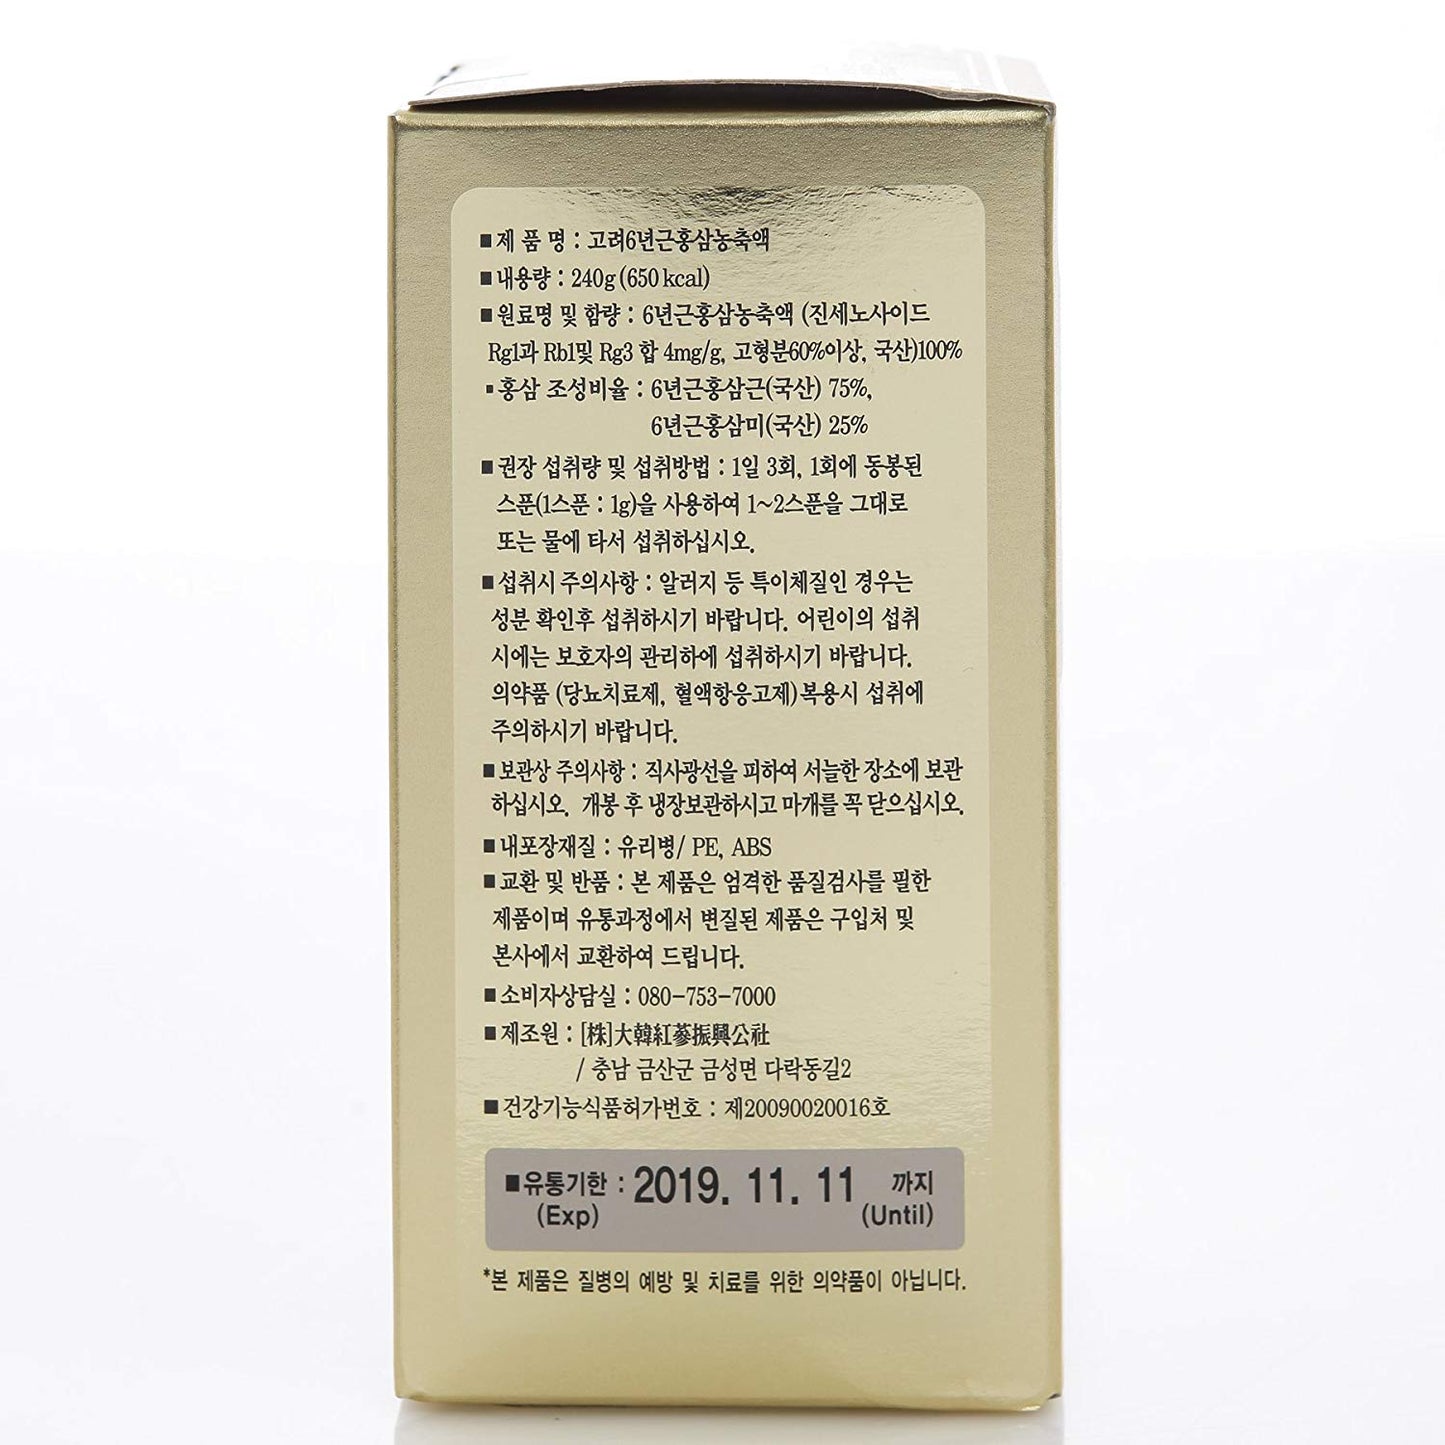 ■제 품 명 : 고려6년근홍삼농축액
■내용량 : 240g(650 kcal)
■원료명 및 함량 : 6년근홍삼농축액 (진세노사이드
Rg1과 Rb1및 Rg3 합 4mg/g, 고형분60%이상, 국산)100%
▪홍삼 조성비율 : 6년근홍삼근(국산) 75%,
6년근홍삼미(국산) 25%
■권장 섭취량 및 섭취방법 : 1일 3회, 1회에 동봉된
스푼(1스푼 : 1g)을 사용하여 1~2스푼을 그대로
또는 물에 타서 섭취하십시오.
■섭취시 주의사항 : 알러지 등 특이체질인 경우는
성분 확인후 섭취하시기 바랍니다. 어린이의 섭취
시에는 보호자의 관리하에 섭취하시기 바랍니다.
의약품 (당뇨치료제, 혈액항응고제)복용시 섭취에
주의하시기 바랍니다.
■보관상 주의사항 : 직사광선을 피하여 서늘한 장소에 보관
하십시오. 개봉 후 냉장보관하시고 마개를 꼭 닫으십시오.
■내포장재질 : 유리병/ PE, ABS
■교환 및 반품 : 본 제품은 엄격한 품질검사를 필한
제품이며 유통과정에서 변질된 제품은 구입처 및
본사에서 교환하여 드립니다.
■소비자상담실 : 080-753-7000
■제조원 : [株]大韓紅蔘振興公社
/ 충남 금산군 금성면 다락동길2
■건강기능식품허가번호 : 제20090020016호
■유통기한 : 2019. 11. 11 까지
(Exp) (Until)
*본 제품은 질병의 예방 및 치료를 위한 의약품이 아닙니다.